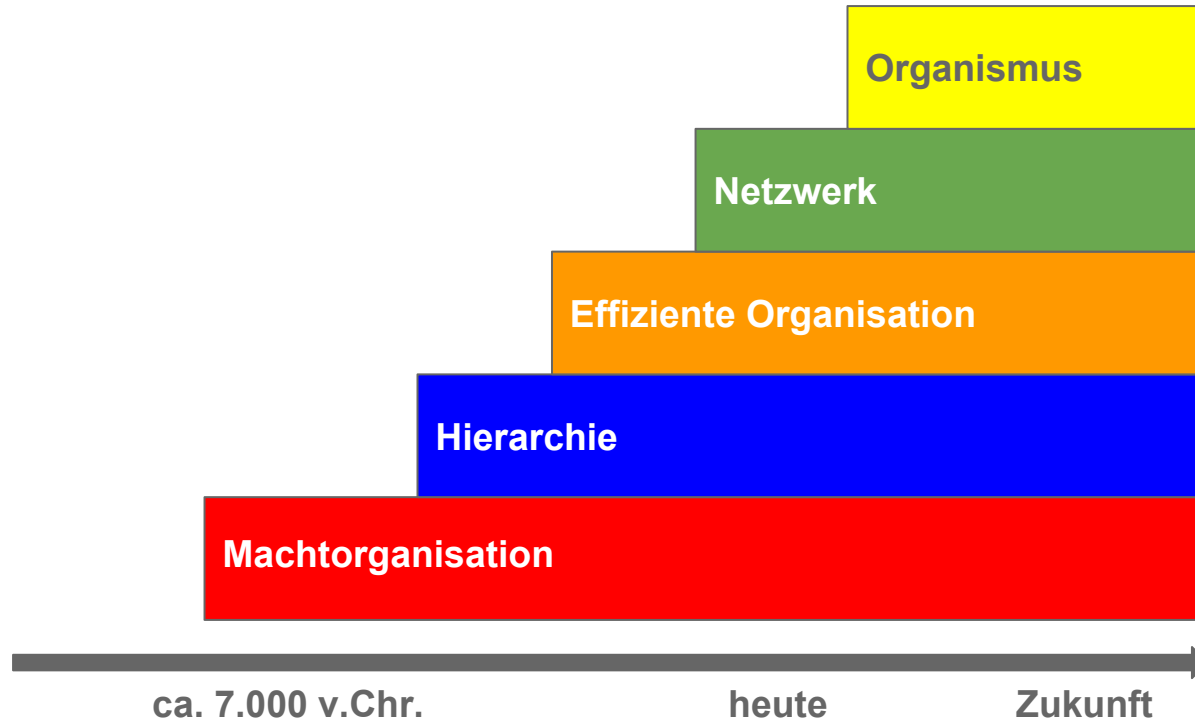 Organismus
Netzwerk
Effiziente Organisation
Hierarchie
Machtorganisation
ca. 7.000 v.Chr. heute Zukunft